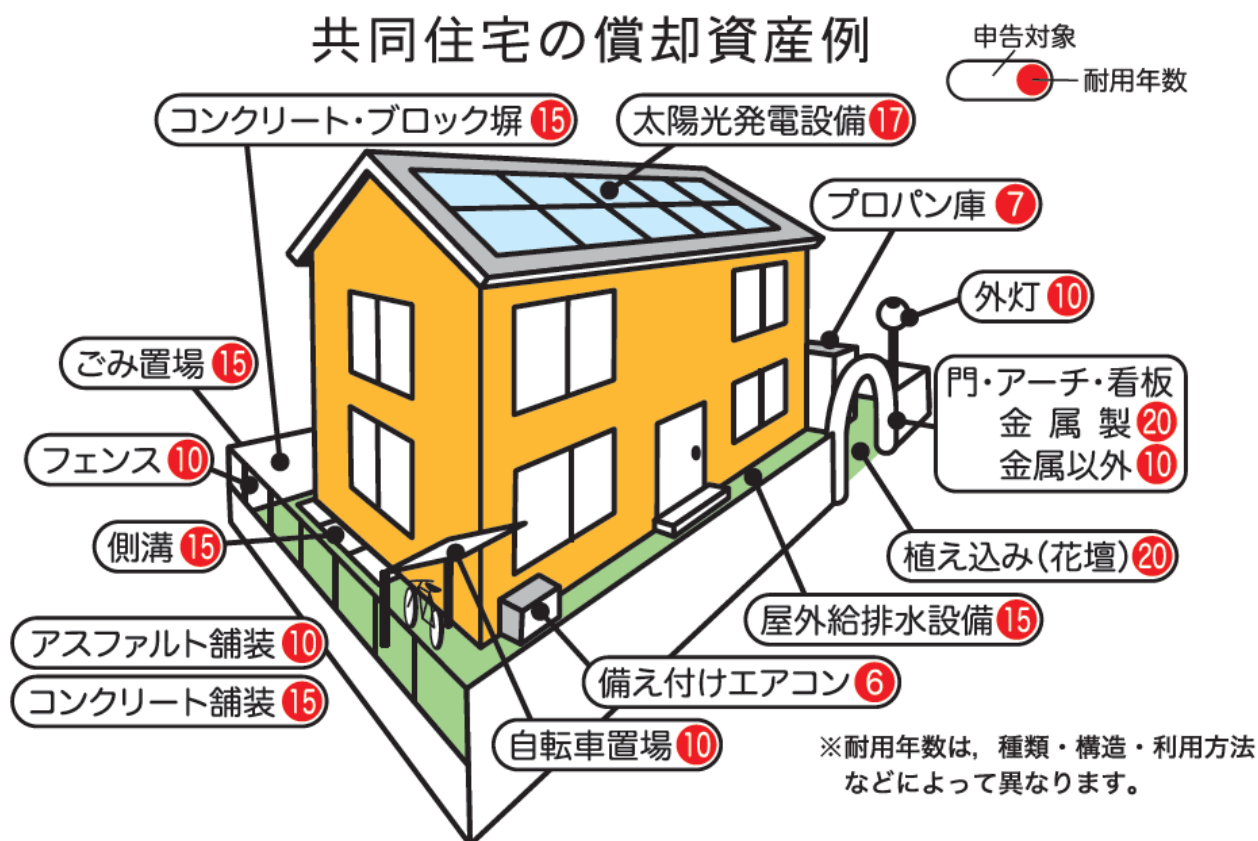 共同住宅の償却資産例
申告対象
耐用年数
コンクリート・ブロック塀 15
太陽光発電設備 17
プロパン庫 7
外灯 10
ごみ置場 15
門・アーチ・看板
金属製 20
金属以外 10
フェンス 10
側溝 15
植え込み(花壇) 20
屋外給排水設備 15
アスファルト舗装 10
備え付けエアコン 6
コンクリート舗装 15
自転車置場 10
※耐用年数は,種類・構造・利用方法
などによって異なります。